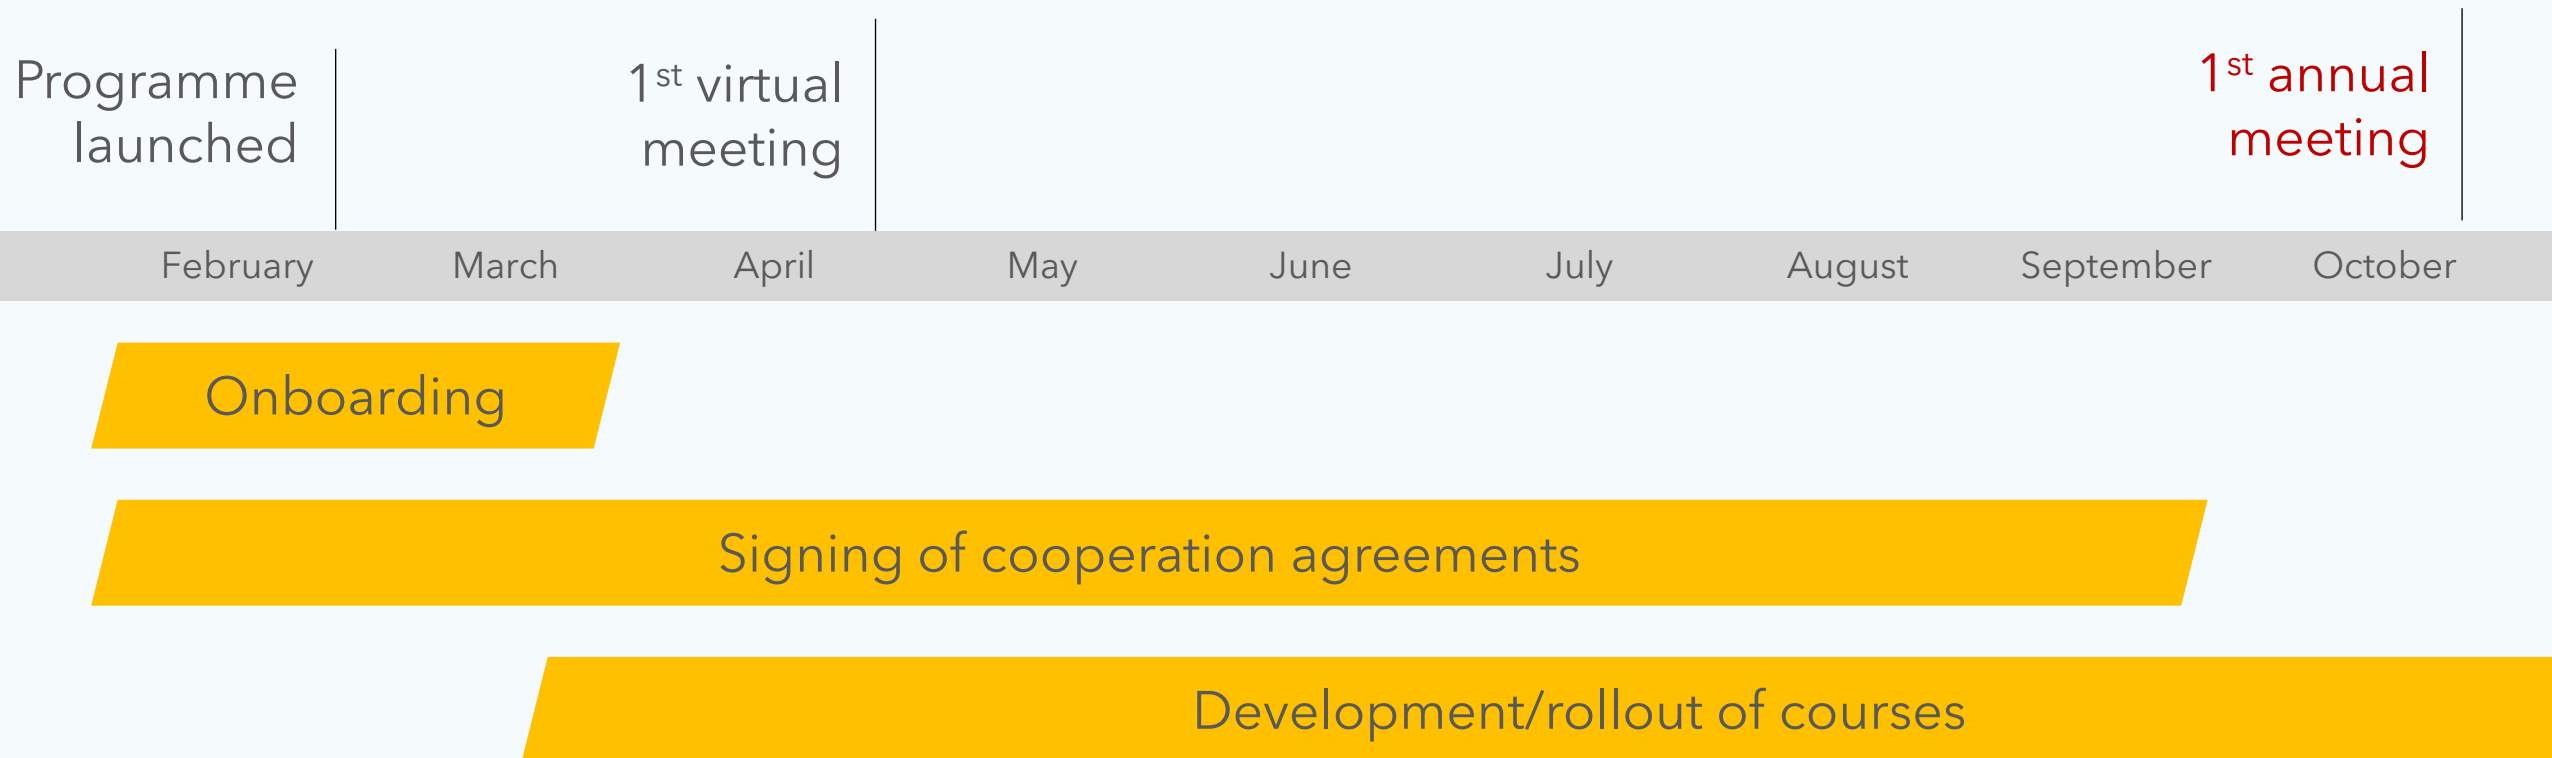 Programme
launched
1st virtual
meeting
1st annual
meeting
February March April May June July August September October
Onboarding
Signing of cooperation agreements
Development/rollout of courses